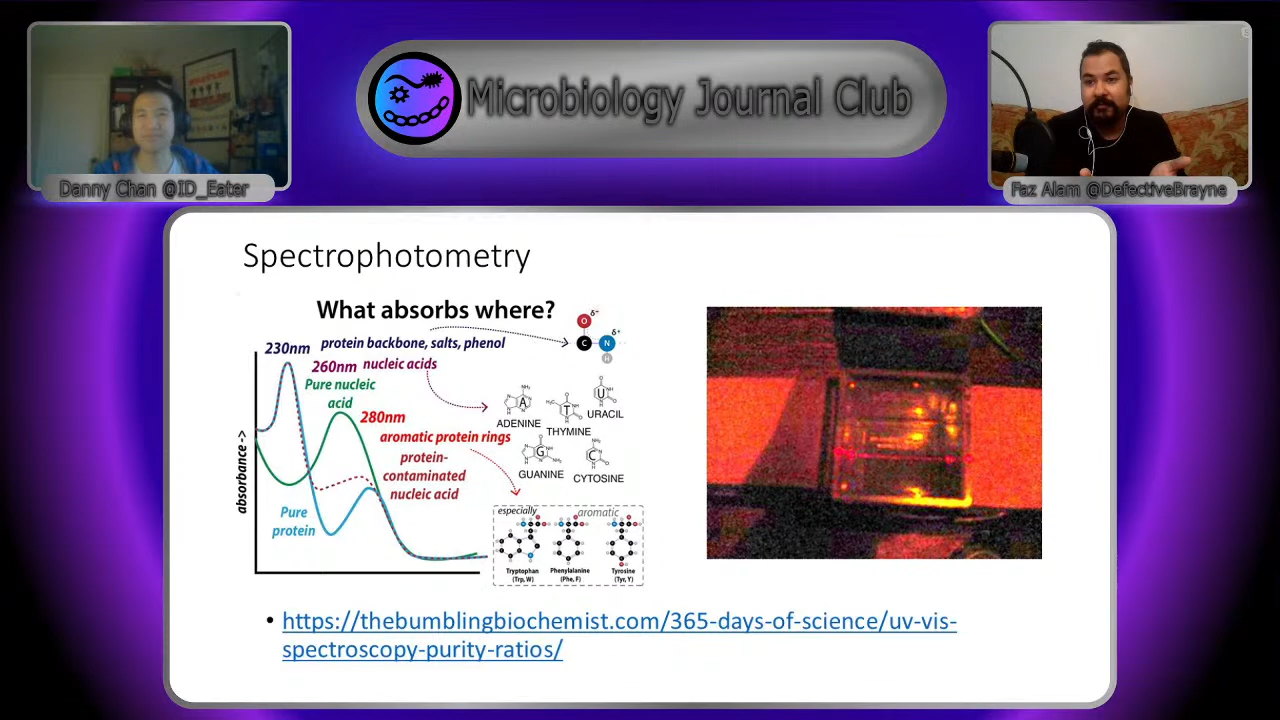 Microbiology Journal Club
Danny Chan @ID_Eater
Faz Alam @DefectiveBrayne
Spectrophotometry
What absorbs where?
230nm
protein backbone, salts, phenol
260nm nucleic acids
Pure nucleic
acid
280nm
aromatic protein rings
protein-
contaminated
nucleic acid
Pure
protein
absorbance ->
O
δ-
C
N
δ+
H
A
ADENINE
T
THYMINE
U
URACIL
G
GUANINE
C
CYTOSINE
especially
aromatic
Tryptophan
(Trp, W)
Phenylalanine
(Phe, F)
Tyrosine
(Tyr, Y)
• https://thebumblingbiochemist.com/365-days-of-science/uv-vis-
spectroscopy-purity-ratios/